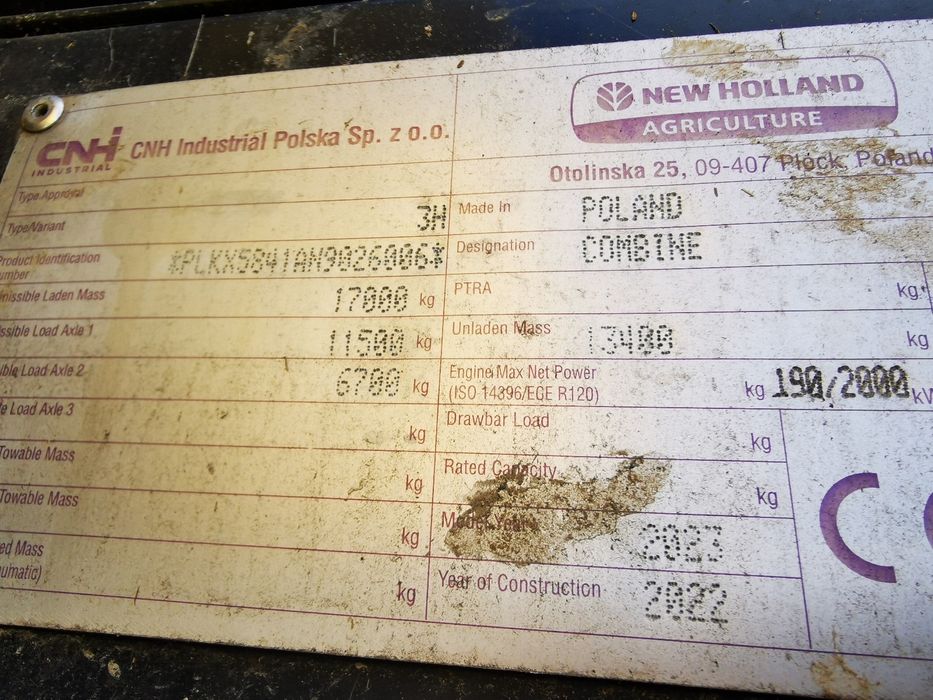 CNH INDUSTRIAL CNH Industrial Polska Sp. z o.o.
NEW HOLLAND
AGRICULTURE
Otolinska 25, 09-407 Płock, Poland
Type Approval
Type/Variant 3H
Product Identification
umber *PLKX5841AN9026006*
missible Laden Mass 17000 kg
ssible Load Axle 1 11500 kg
ble Load Axle 2 6700 kg
e Load Axle 3 kg
Towable Mass kg
Towable Mass kg
ed Mass
umatic) kg
Made In POLAND
Designation COMBINE
PTRA kg
Unladen Mass 13400 kg
Engine Max Net Power
(ISO 14396/ECE R120) kg 190/2000 kW
Drawbar Load kg
Rated Capacity kg
Model Year 2023
Year of Construction 2022
C